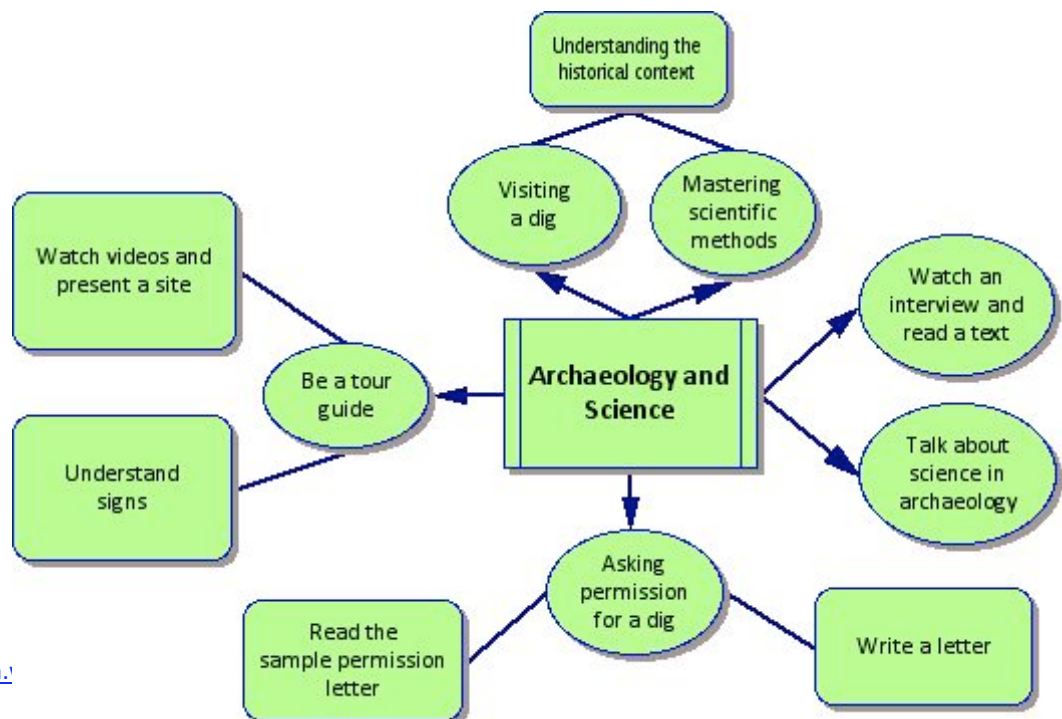 Understanding the
historical context
Visiting
a dig
Mastering
scientific
methods
Watch videos and
present a site
Watch an
interview and
read a text
Archaeology and
Science
Be a tour
guide
Understand
signs
Talk about
science in
archaeology
Asking
permission
for a dig
Read the
sample permission
letter
Write a letter